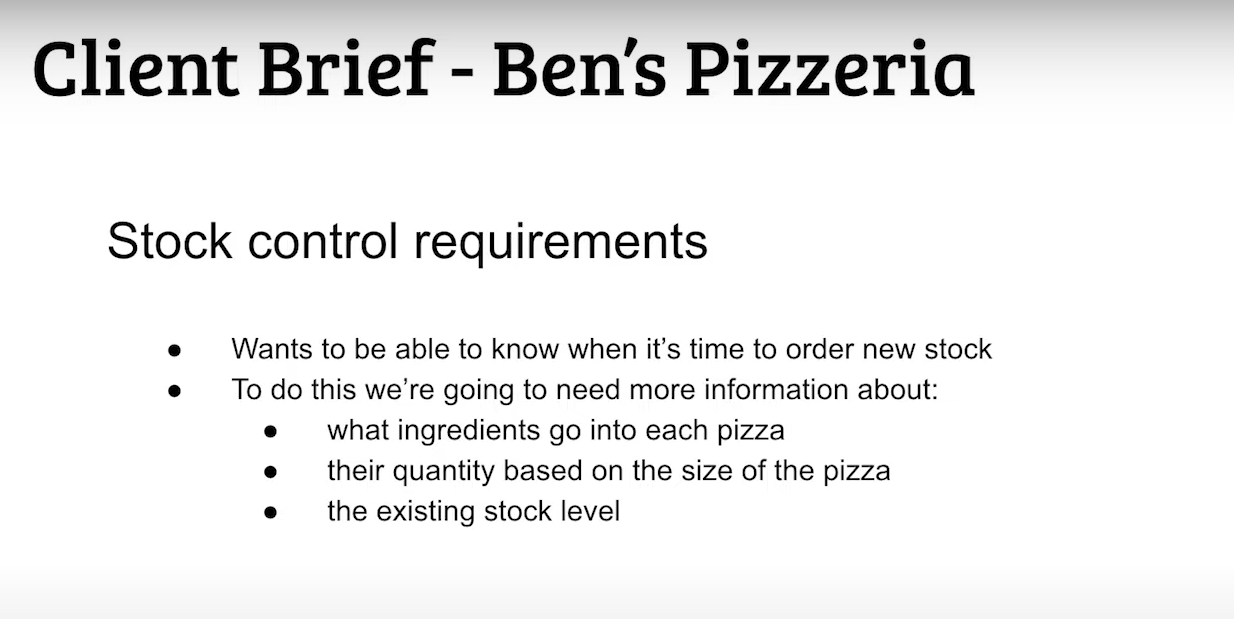 Client Brief - Ben's Pizzeria
Stock control requirements
● Wants to be able to know when it's time to order new stock
● To do this we're going to need more information about:
● what ingredients go into each pizza
● their quantity based on the size of the pizza
● the existing stock level